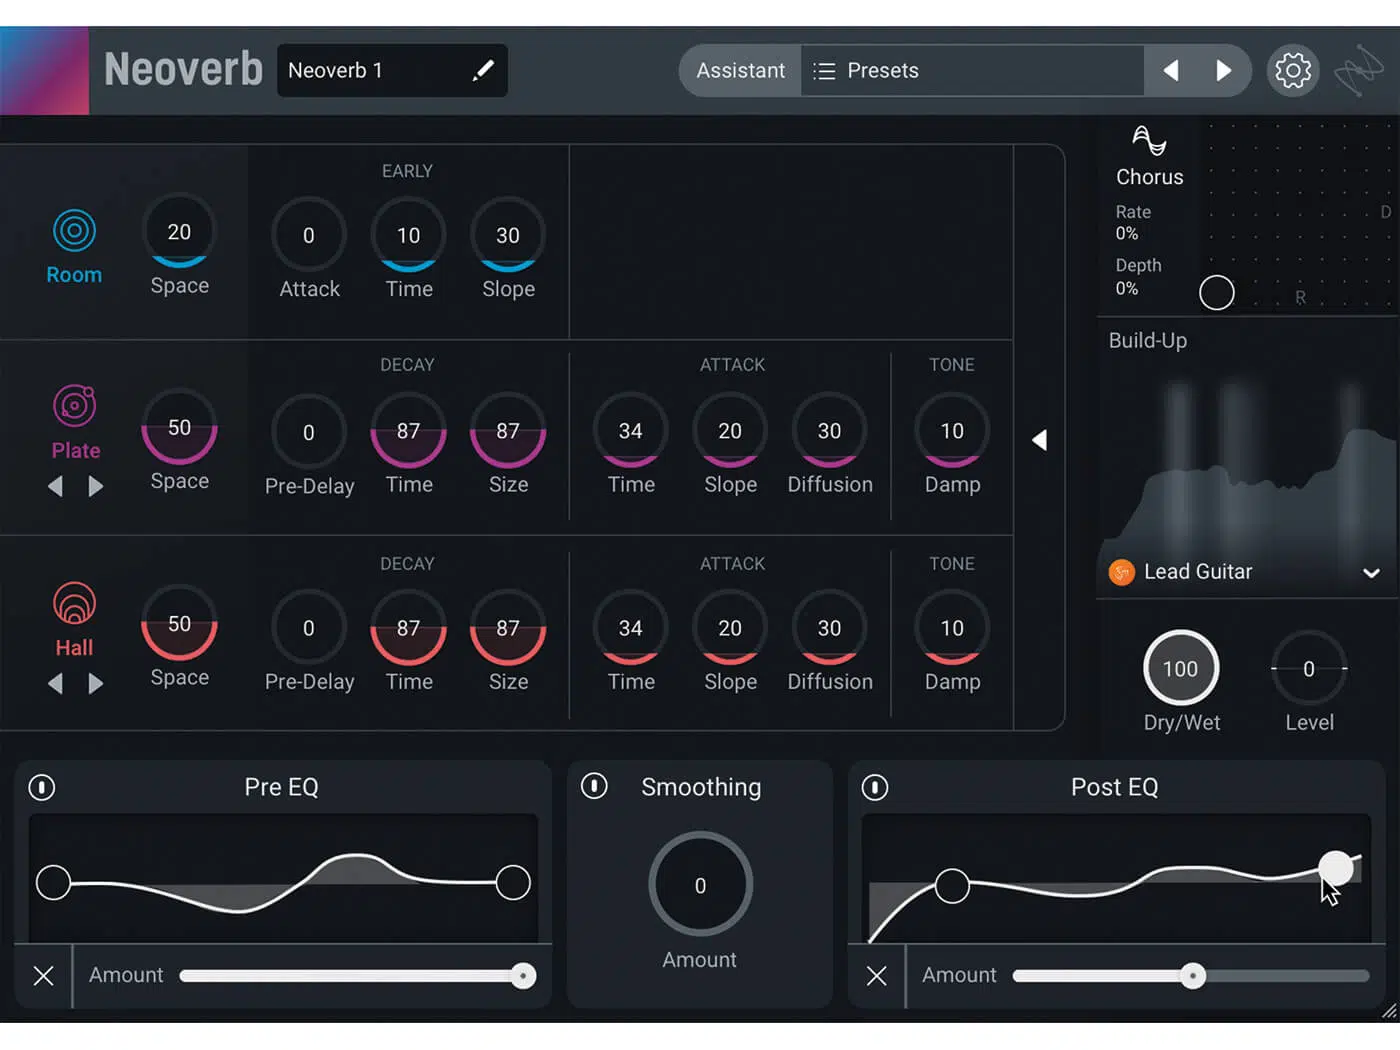 Neoverb
Neoverb 1
Assistant
Presets
Chorus
Rate
0%
Depth
0%
D
R
EARLY
20
0
10
30
Room
Space
Attack
Time
Slope
Build-Up
DECAY
ATTACK
TONE
50
0
87
87
34
20
30
10
Plate
Space
Pre-Delay
Time
Size
Time
Slope
Diffusion
Damp
Lead Guitar
DECAY
ATTACK
TONE
50
0
87
87
34
20
30
10
Hall
Space
Pre-Delay
Time
Size
Time
Slope
Diffusion
Damp
100
0
Dry/Wet
Level
Pre EQ
Amount
Smoothing
0
Amount
Post EQ
Amount